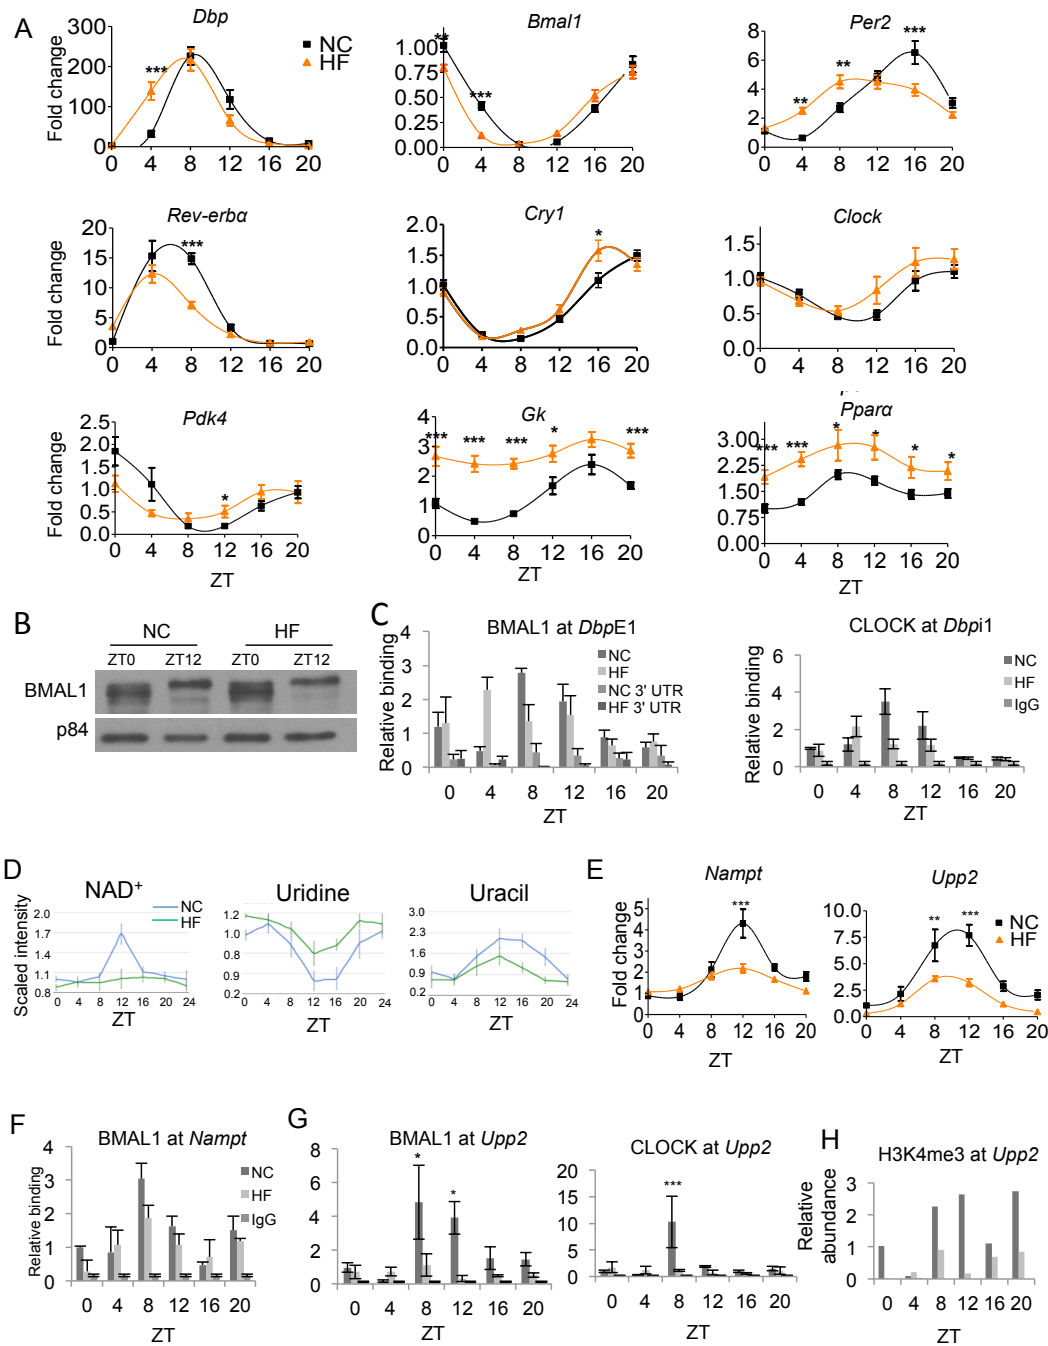 A
Dbp
Bmal1
Per2
Fold change
300
200
100
0
***
NC
HF
0 4 8 12 16 20
1.00
0.75
0.50
0.25
0.00
**
***
0 4 8 12 16 20
8
6
4
2
0
**
**
***
0 4 8 12 16 20
Rev-erbα
Cry1
Clock
Fold change
20
15
10
5
0
***
0 4 8 12 16 20
2.0
1.5
1.0
0.5
0.0
*
0 4 8 12 16 20
1.5
1.0
0.5
0.0
0 4 8 12 16 20
Pdk4
Gk
Pparα
Fold change
2.5
2.0
1.5
1.0
0.5
0.0
*
0 4 8 12 16 20
ZT
4
3
2
1
0
*** *** *** * ***
0 4 8 12 16 20
ZT
3.00
2.25
1.50
0.75
0.00
*** *** * * * *
0 4 8 12 16 20
ZT
B
NC HF
ZT0 ZT12 ZT0 ZT12
BMAL1
p84
C
BMAL1 at DbpE1
Relative binding
4
3
2
1
0
NC
HF
NC 3' UTR
HF 3' UTR
0 4 8 12 16 20
ZT
CLOCK at Dbpi1
Relative binding
6
4
2
0
NC
HF
IgG
0 4 8 12 16 20
ZT
D
NAD+
Scaled intensity
2.0
1.7
1.4
1.1
0.8
NC
HF
0 4 8 12 16 20 24
ZT
Uridine
1.2
1.0
0.8
0.9
0.2
0 4 8 12 16 20 24
ZT
Uracil
3.0
2.1
1.5
0.9
0.2
0 4 8 12 16 20 24
ZT
E
Nampt
Fold change
5
4
3
2
1
0
***
0 4 8 12 16 20
ZT
Upp2
10.0
7.5
5.0
2.5
0.0
** ***
NC
HF
0 4 8 12 16 20
ZT
F
BMAL1 at Nampt
Relative binding
4
3
2
1
0
NC
HF
IgG
0 4 8 12 16 20
ZT
G
BMAL1 at Upp2
8
6
4
2
0
*
*
0 4 8 12 16 20
ZT
CLOCK at Upp2
20
15
10
5
0
***
0 4 8 12 16 20
ZT
H
H3K4me3 at Upp2
Relative
abundance
3
2
1
0
0 4 8 12 16 20
ZT